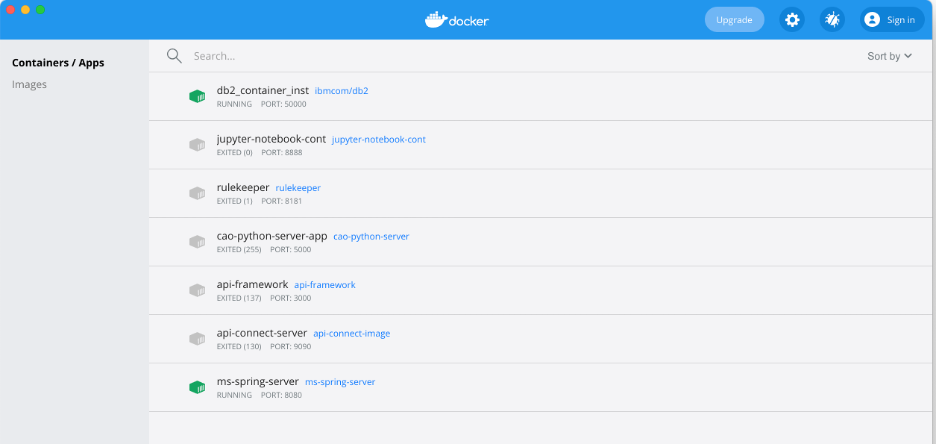 docker
Upgrade
Sign in
Containers / Apps
Images
Search...
Sort by
db2_container_inst ibmcom/db2
RUNNING PORT: 50000
jupyter-notebook-cont jupyter-notebook-cont
EXITED (0) PORT: 8888
rulekeeper rulekeeper
EXITED (1) PORT: 8181
cao-python-server-app cao-python-server
EXITED (255) PORT: 5000
api-framework api-framework
EXITED (137) PORT: 3000
api-connect-server api-connect-image
EXITED (130) PORT: 9090
ms-spring-server ms-spring-server
RUNNING PORT: 8080